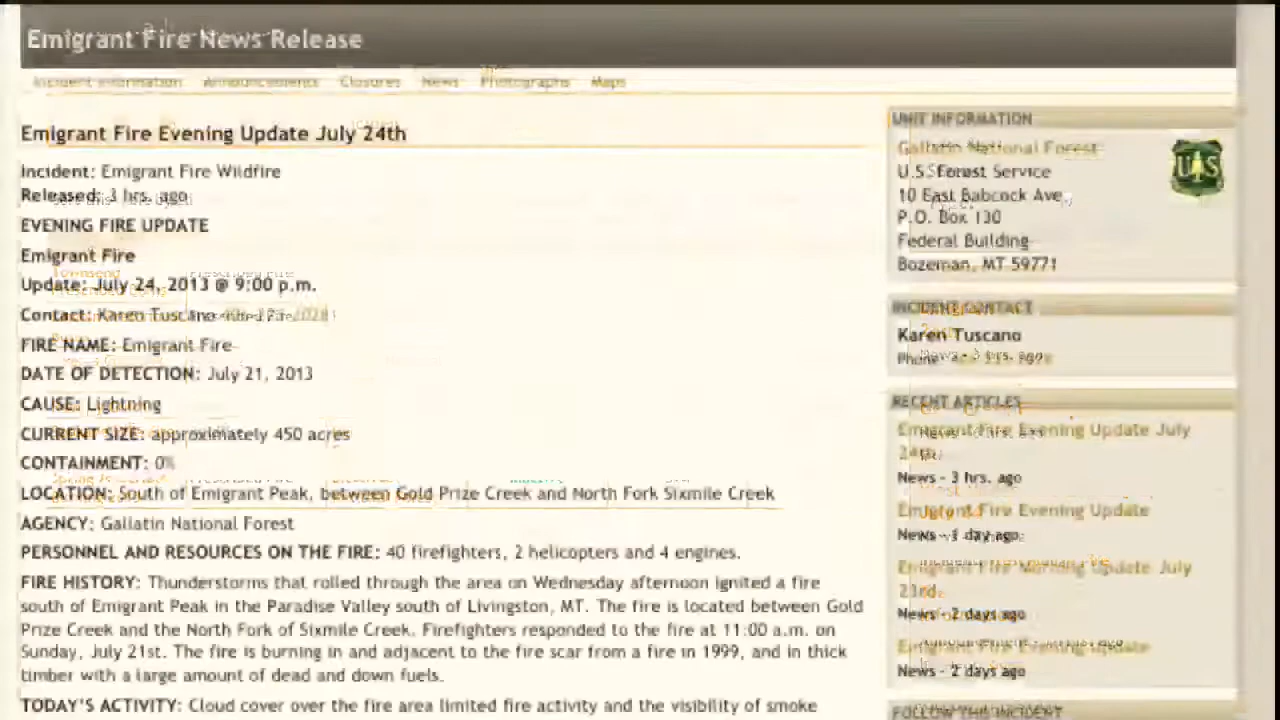 Emigrant Fire News Release
Incident Information Announcements Closures News Photographs Maps
Emigrant Fire Evening Update July 24th
Incident: Emigrant Fire Wildfire
Released: 3 hrs. ago
EVENING FIRE UPDATE
Emigrant Fire
Update: July 24, 2013 @ 9:00 p.m.
Contact: Karen Tuscano
FIRE NAME: Emigrant Fire
DATE OF DETECTION: July 21, 2013
CAUSE: Lightning
CURRENT SIZE: approximately 450 acres
CONTAINMENT: 0%
LOCATION: South of Emigrant Peak, between Gold Prize Creek and North Fork Sixmile Creek
AGENCY: Gallatin National Forest
PERSONNEL AND RESOURCES ON THE FIRE: 40 firefighters, 2 helicopters and 4 engines.
FIRE HISTORY: Thunderstorms that rolled through the area on Wednesday afternoon ignited a fire
south of Emigrant Peak in the Paradise Valley south of Livingston, MT. The fire is located between Gold
Prize Creek and the North Fork of Sixmile Creek. Firefighters responded to the fire at 11:00 a.m. on
Sunday, July 21st. The fire is burning in and adjacent to the fire scar from a fire in 1999, and in thick
timber with a large amount of dead and down fuels.
TODAY'S ACTIVITY: Cloud cover over the fire area limited fire activity and the visibility of smoke
UNIT INFORMATION
Gallatin National Forest
U.S. Forest Service
10 East Babcock Ave.
P.O. Box 130
Federal Building
Bozeman, MT 59771
US
INCIDENT CONTACT
Karen Tuscano
Phone:
RECENT ARTICLES
Emigrant Fire Evening Update July
24th
News - 3 hrs. ago
Emigrant Fire Evening Update
News - 1 day ago
Emigrant Fire Morning Update July
23rd
News - 2 days ago
Emigrant Fire Evening Update
News - 2 days ago
FOLLOW THIS INCIDENT